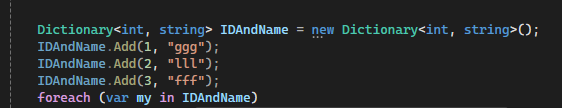 Dictionary<int, string> IDAndName = new Dictionary<int, string>();
IDAndName.Add(1, "ggg");
IDAndName.Add(2, "lll");
IDAndName.Add(3, "fff");
foreach (var my in IDAndName)